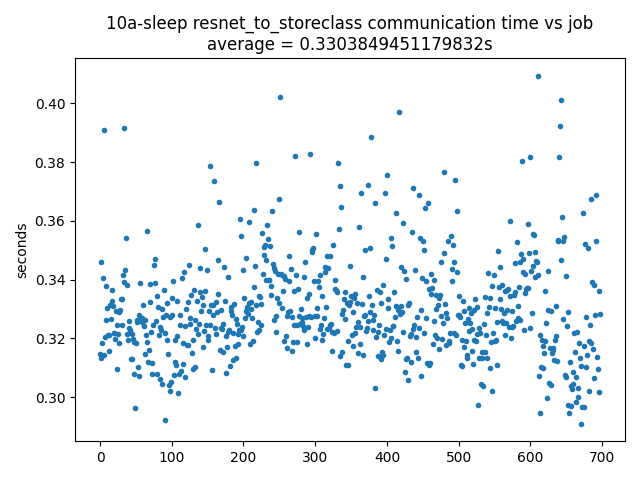 10a-sleep resnet_to_storeclass communication time vs job
average = 0.3303849451179832s
0.40
0.38
0.36
seconds
0.34
0.32
0.30
0 100 200 300 400 500 600 700